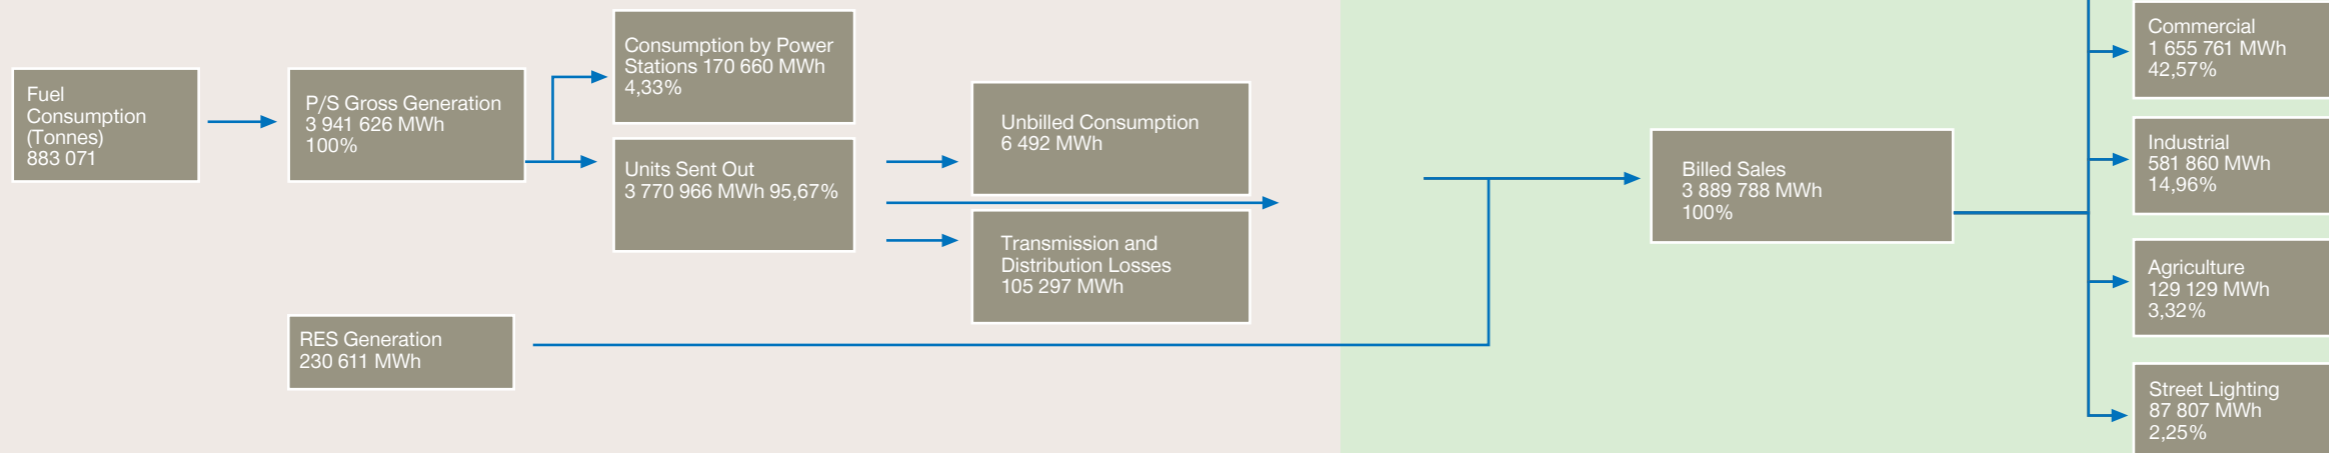 Fuel
Consumption
(Tonnes)
883 071
P/S Gross Generation
3 941 626 MWh
100%
Consumption by Power
Stations 170 660 MWh
4,33%
Units Sent Out
3 770 966 MWh 95,67%
Unbilled Consumption
6 492 MWh
Transmission and
Distribution Losses
105 297 MWh
RES Generation
230 611 MWh
Billed Sales
3 889 788 MWh
100%
Commercial
1 655 761 MWh
42,57%
Industrial
581 860 MWh
14,96%
Agriculture
129 129 MWh
3,32%
Street Lighting
87 807 MWh
2,25%